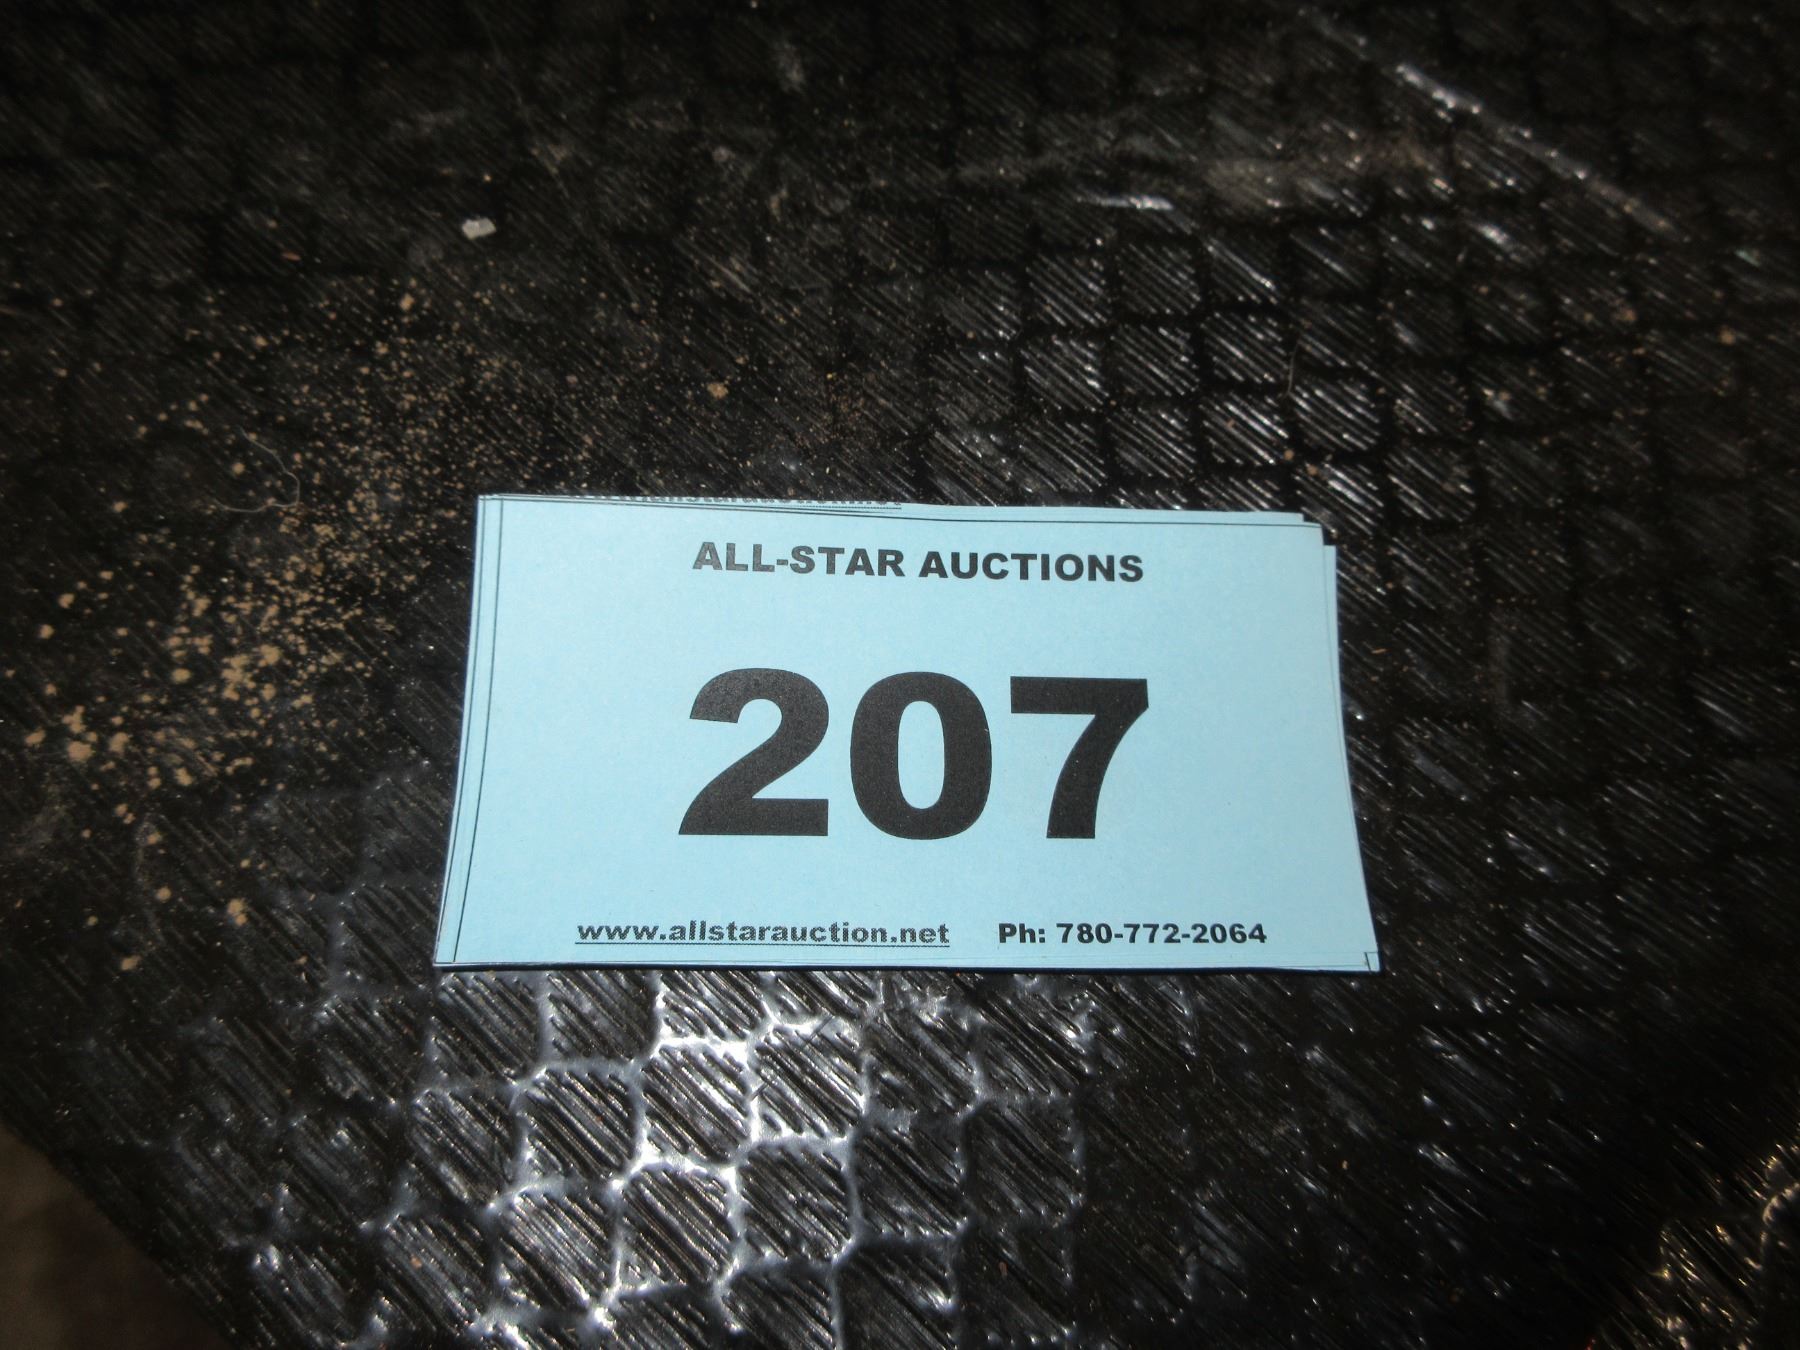 ALL-STAR AUCTIONS
207
www.allstarauction.net Ph: 780-772-2064